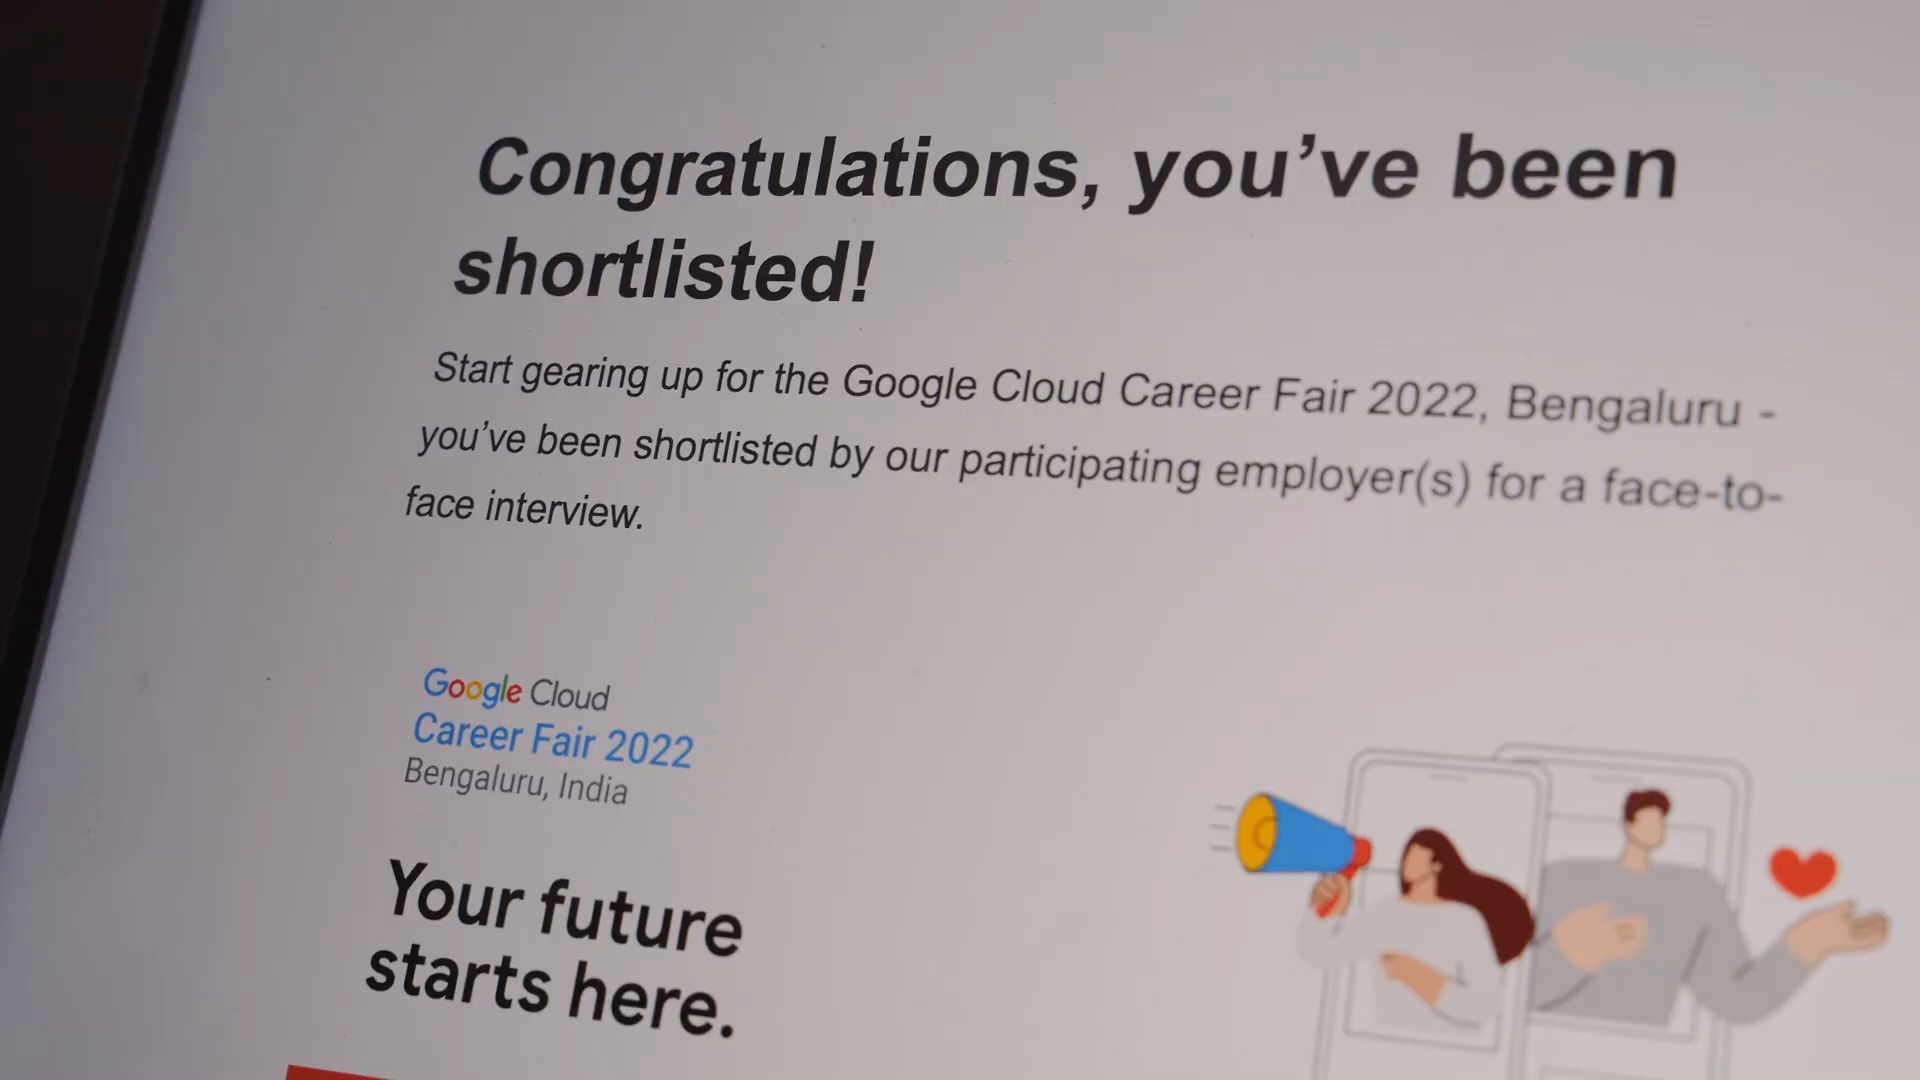 Congratulations, you’ve been
shortlisted!
Start gearing up for the Google Cloud Career Fair 2022, Bengaluru -
you’ve been shortlisted by our participating employer(s) for a face-to-
face interview.
Google Cloud
Career Fair 2022
Bengaluru, India
Your future
starts here.